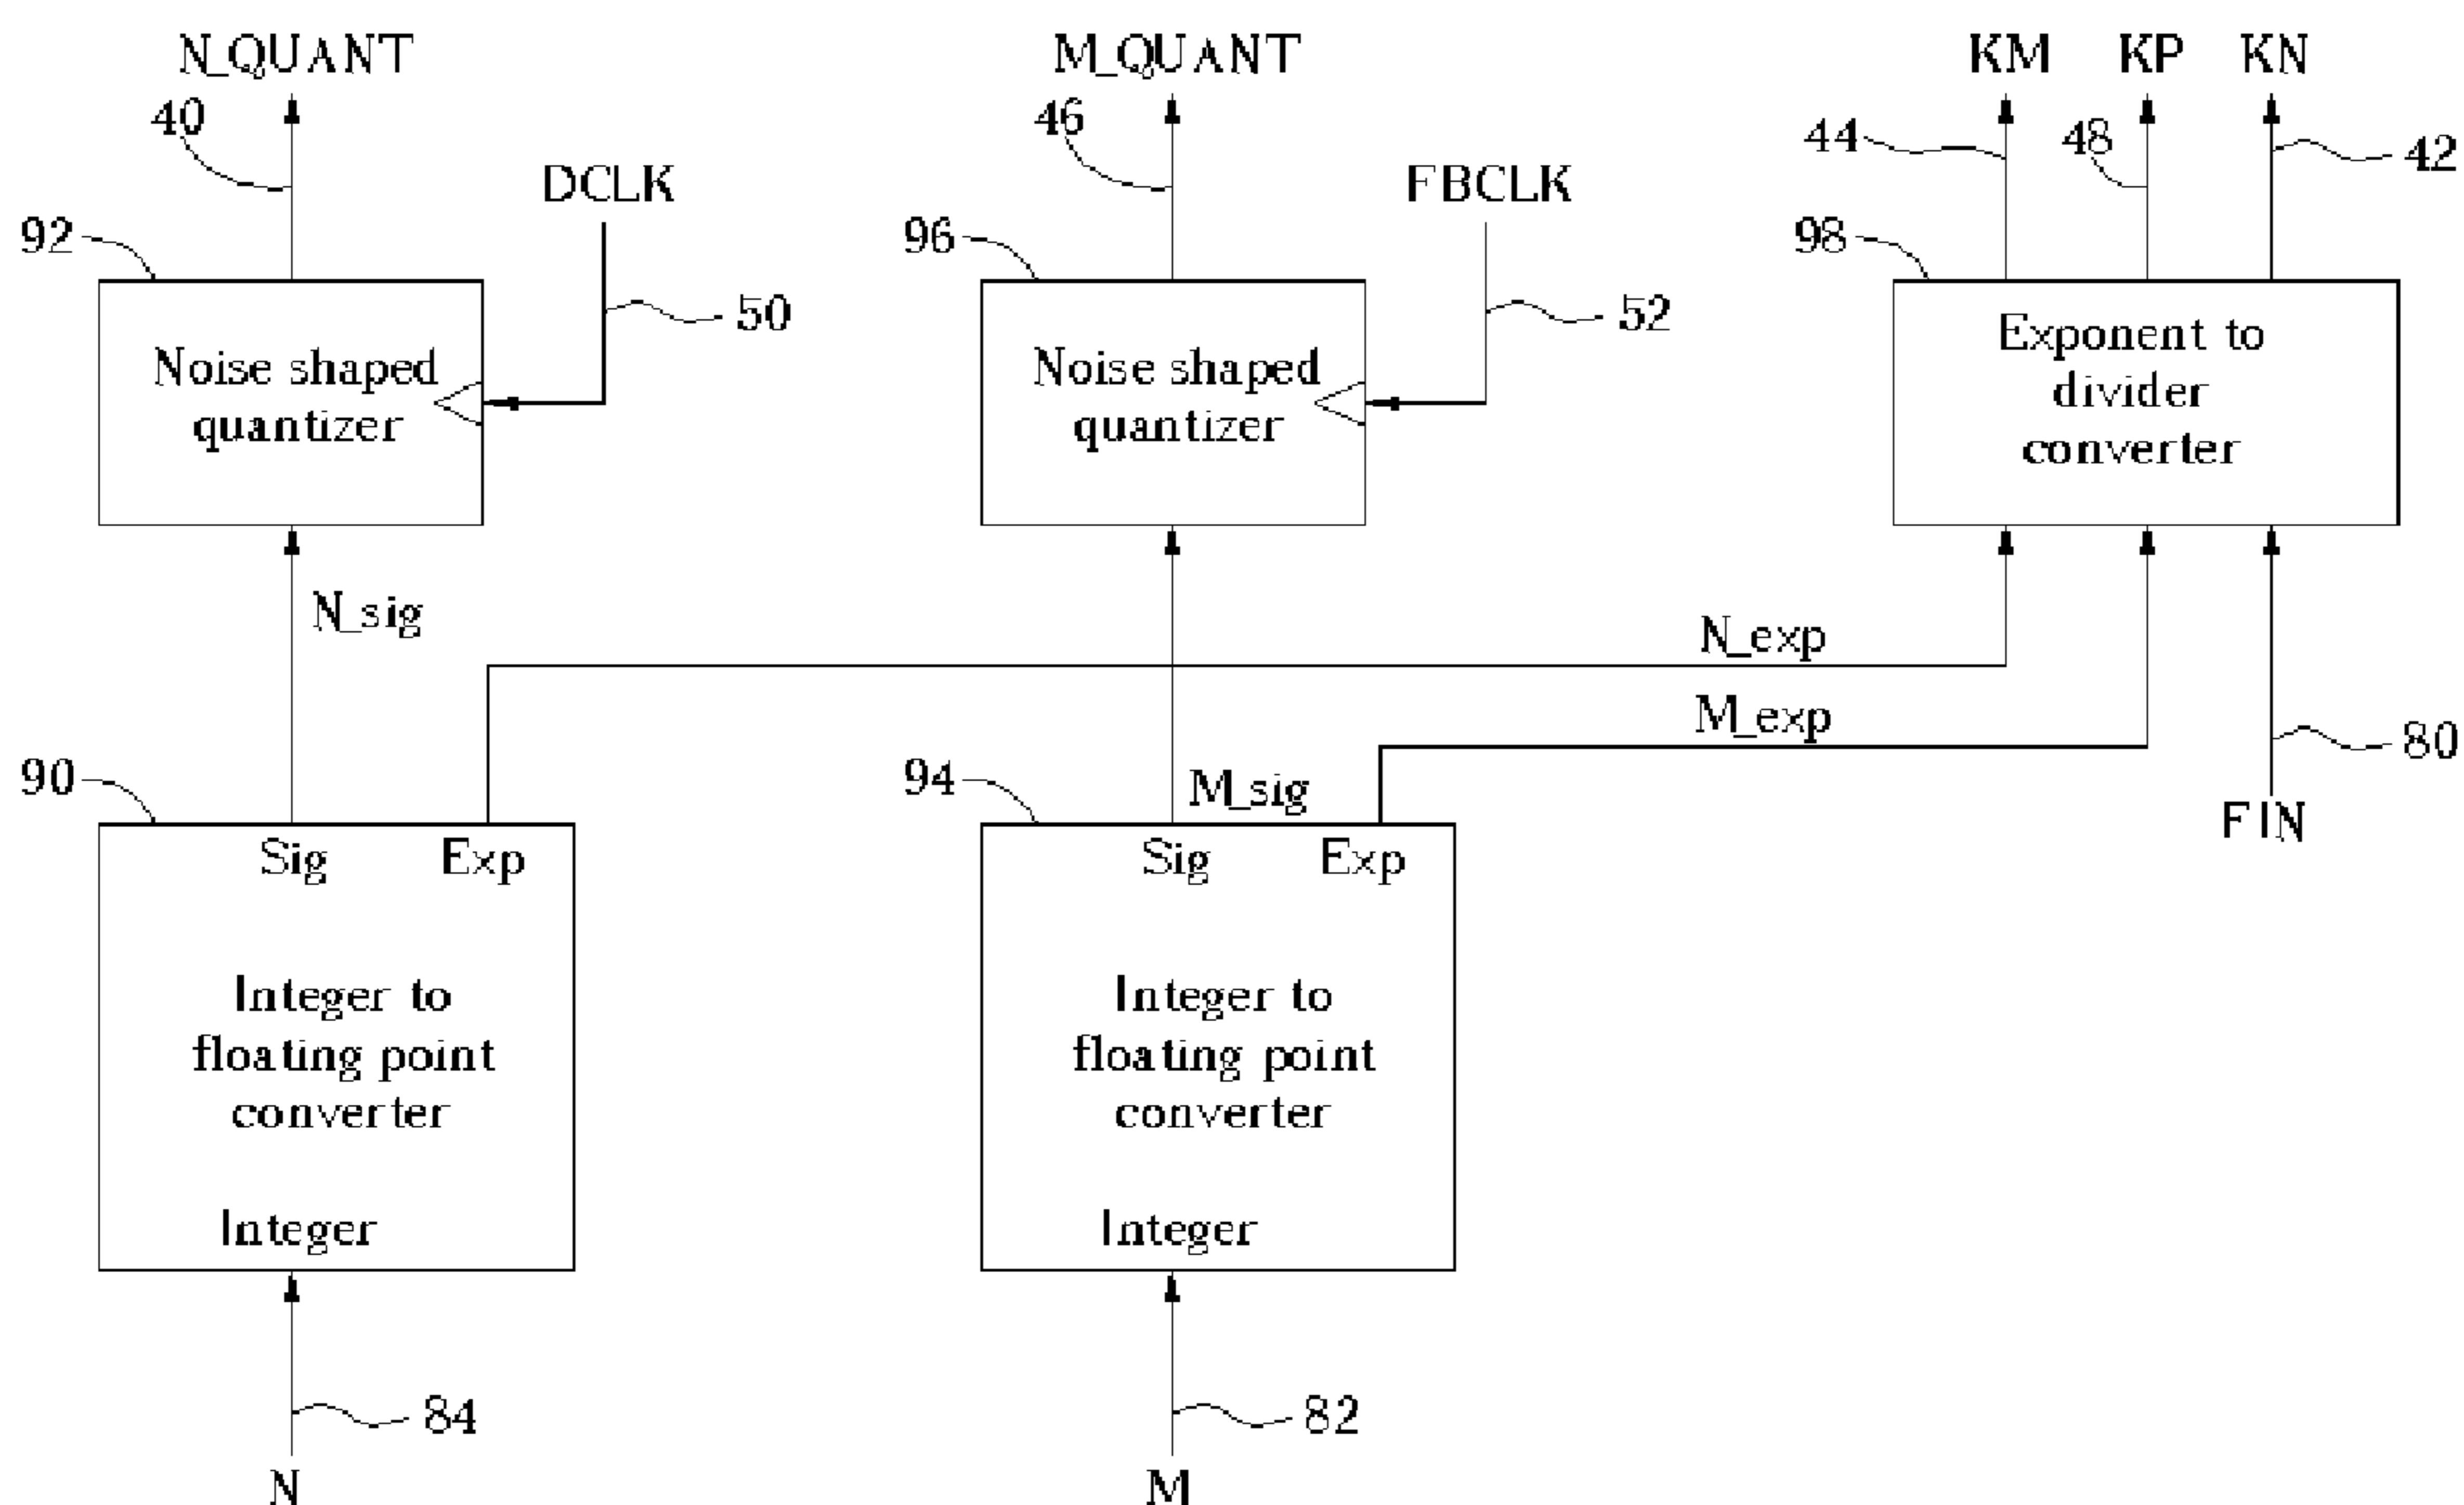 N_QUANT
M_QUANT
KM
KP
KN
40
46
44
48
42
DCLK
FBCLK
92
96
98
50
52
Noise shaped
quantizer
Noise shaped
quantizer
Exponent to
divider
converter
N_sig
N_exp
M_exp
80
90
94
M_sig
FIN
Sig
Exp
Sig
Exp
Integer to
floating point
converter
Integer to
floating point
converter
Integer
Integer
84
82
N
M